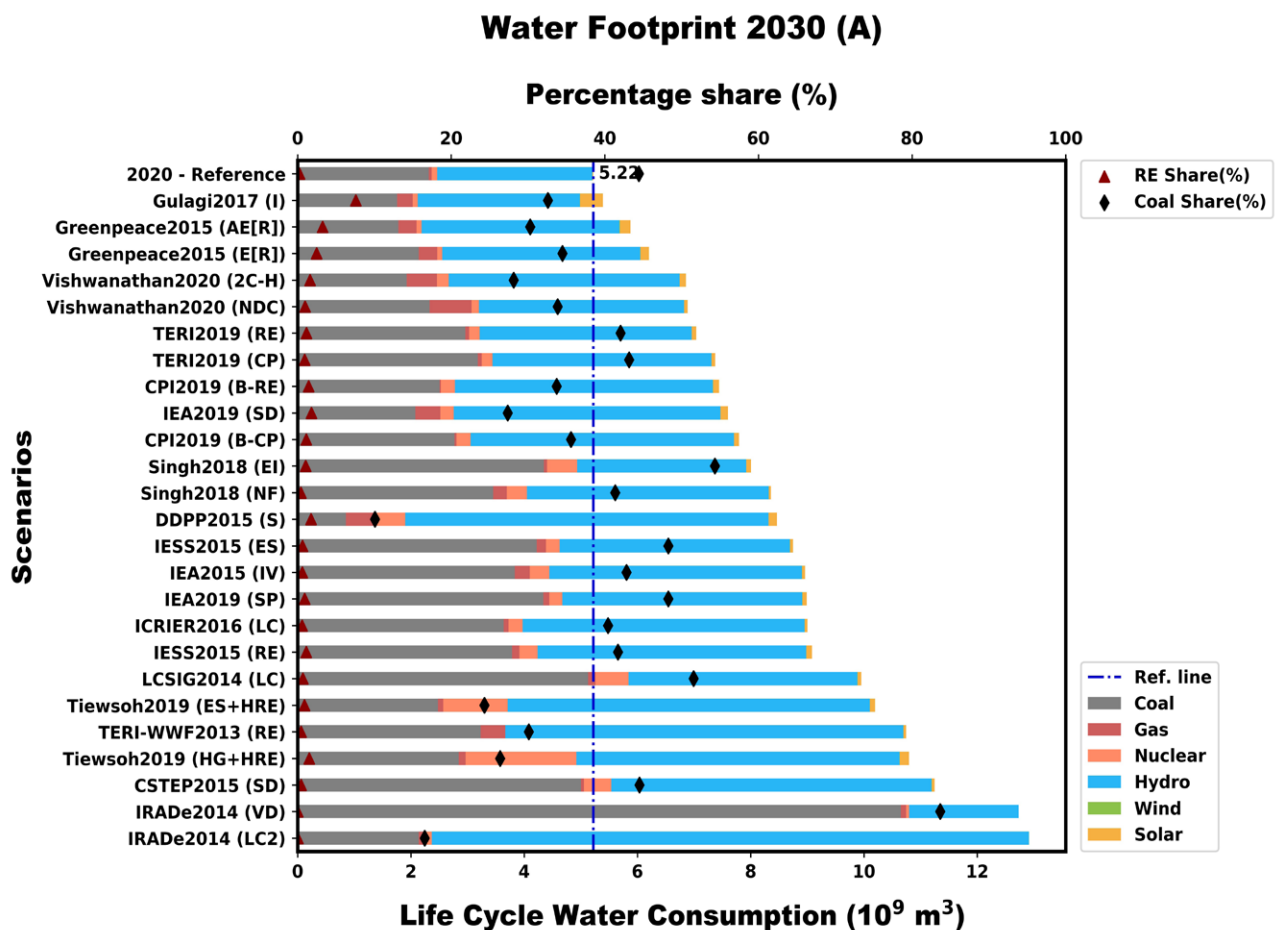 Water Footprint 2030 (A)
Percentage share (%)
0 20 40 60 80 100
2020 - Reference
5.22
Gulagi2017 (I)
Greenpeace2015 (AE[R])
Greenpeace2015 (E[R])
Vishwanathan2020 (2C-H)
Vishwanathan2020 (NDC)
TERI2019 (RE)
TERI2019 (CP)
CPI2019 (B-RE)
IEA2019 (SD)
CPI2019 (B-CP)
Singh2018 (EI)
Singh2018 (NF)
DDPP2015 (S)
IESS2015 (ES)
IEA2015 (IV)
IEA2019 (SP)
ICRIER2016 (LC)
IESS2015 (RE)
LCSIG2014 (LC)
Tiewsoh2019 (ES+HRE)
TERI-WWF2013 (RE)
Tiewsoh2019 (HG+HRE)
CSTEP2015 (SD)
IRADe2014 (VD)
IRADe2014 (LC2)
Scenarios
0 2 4 6 8 10 12
Life Cycle Water Consumption (10⁹ m³)
RE Share(%)
Coal Share(%)
Ref. line
Coal
Gas
Nuclear
Hydro
Wind
Solar